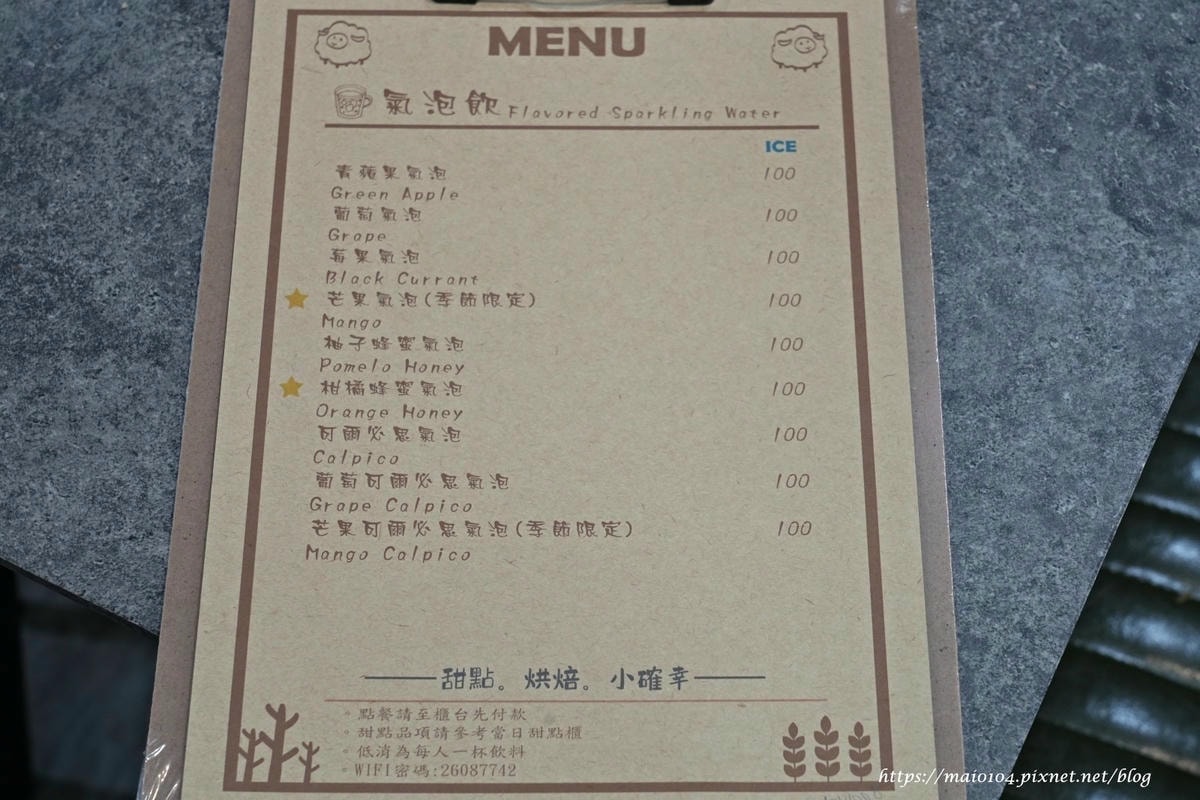 MENU
氣泡飲 Flavored Sparkling Water
ICE
青蘋果氣泡 100
Green Apple
葡萄氣泡 100
Grape
莓果氣泡 100
Black Currant
芒果氣泡(季節限定) 100
Mango
柚子蜂蜜氣泡 100
Pomelo Honey
柑橘蜂蜜氣泡 100
Orange Honey
可爾必思氣泡 100
Calpico
葡萄可爾必思氣泡 100
Grape Calpico
芒果可爾必思氣泡(季節限定) 100
Mango Calpico
甜點。烘焙。小確幸
。點餐請至櫃台先付款
。甜點品項請參考當日甜點櫃
。低消為每人一杯飲料
。WIFI密碼:26087742
https://maio104.pixnet.net/blog